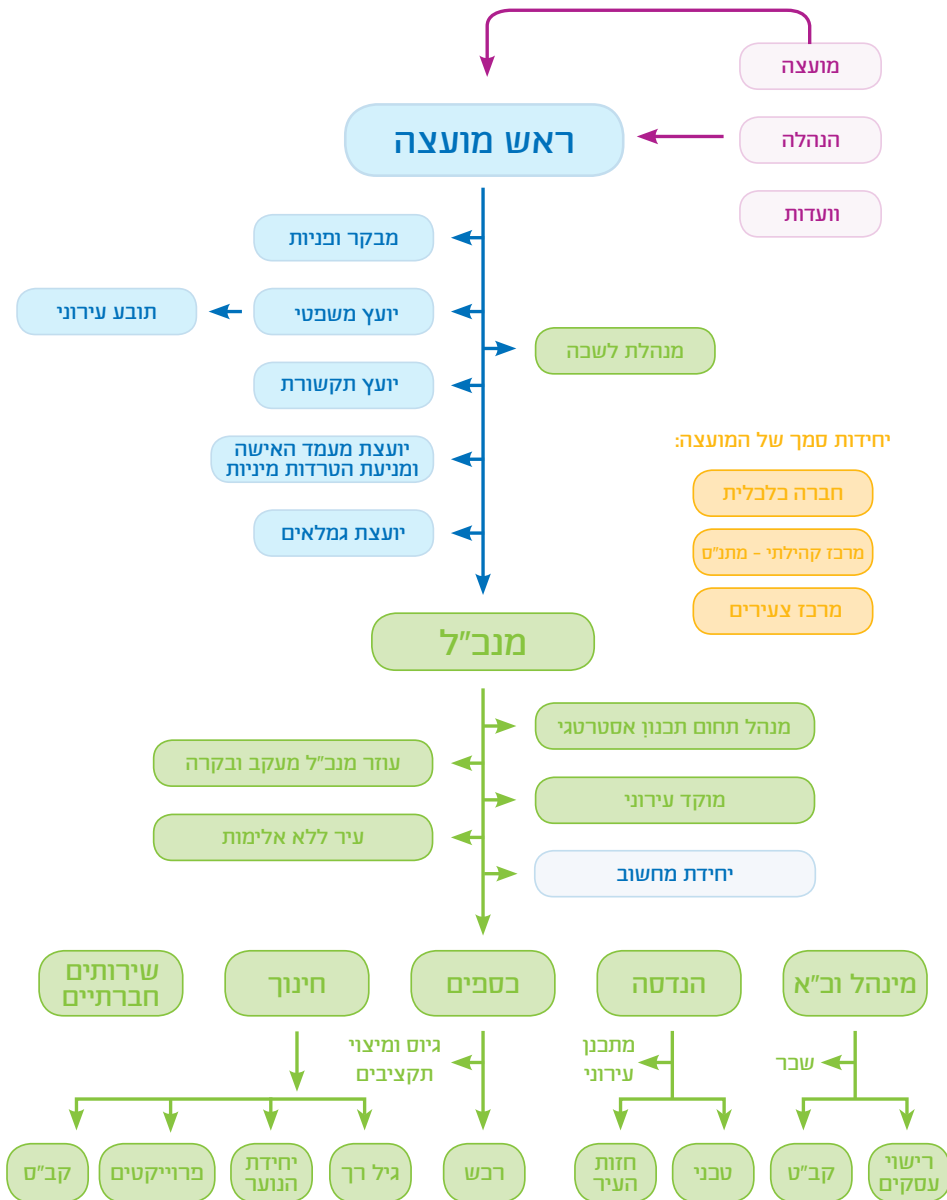 מועצה
הנהלה
וועדות
ראש מועצה
מבקר ופניות
יועץ משפטי
תובע עירוני
מנהלת לשכה
יועץ תקשורת
יועצת מעמד האישה
ומניעת הטרדות מיניות
יועצת גמלאים
יחידות סמך של המועצה:
חברה כלכלית
מרכז קהילתי - מתנ"ס
מרכז צעירים
מנכ"ל
מנהל תחום תכנון אסטרטגי
עוזר מנכ"ל מעקב ובקרה
מוקד עירוני
עיר ללא אלימות
יחידת מחשוב
מינהל וכ"א
הנדסה
כספים
חינוך
שירותים
חברתיים
שכר
מתכנן
עירוני
גיוס ומיצוי
תקציבים
רישוי
עסקים
קב"ט
טכני
חזות
העיר
רכש
גיל רך
יחידת
הנוער
פרוייקטים
קב"ס